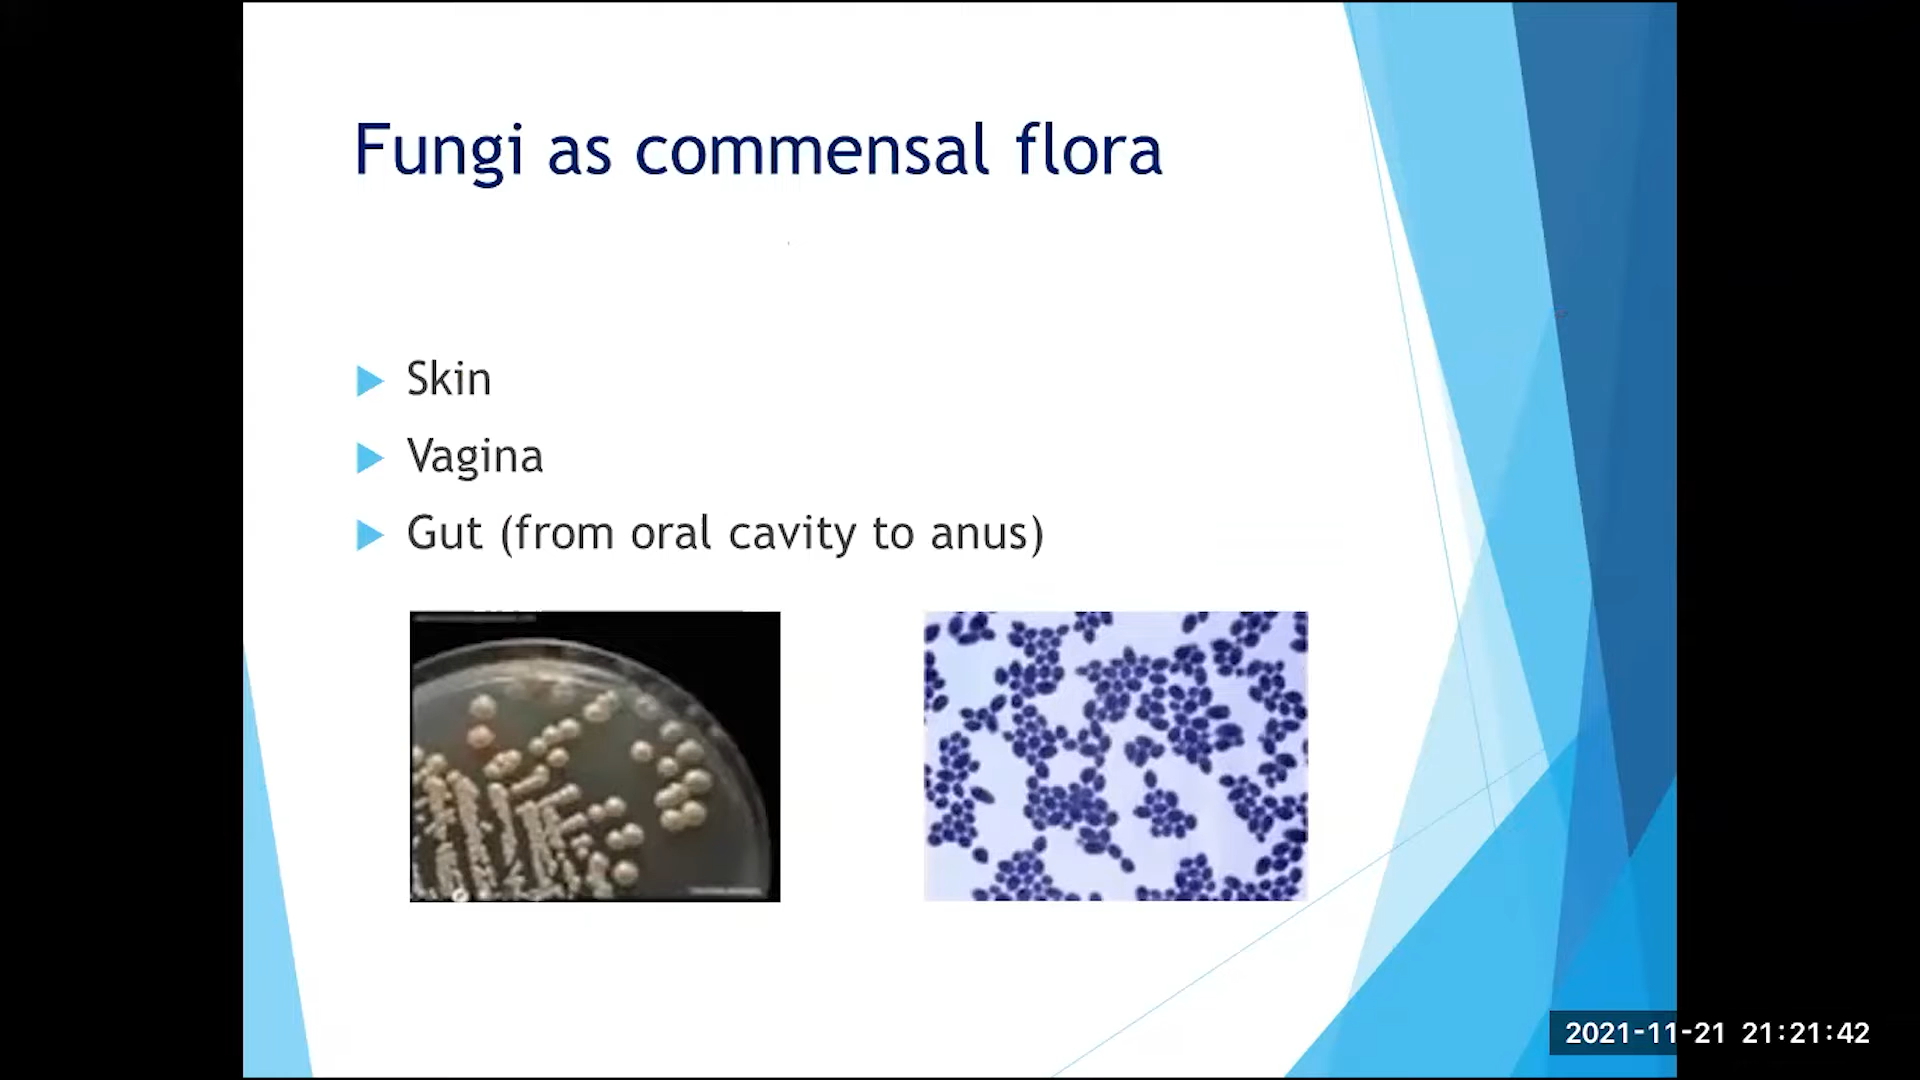 Fungi as commensal flora
Skin
Vagina
Gut (from oral cavity to anus)
2021-11-21 21:21:42